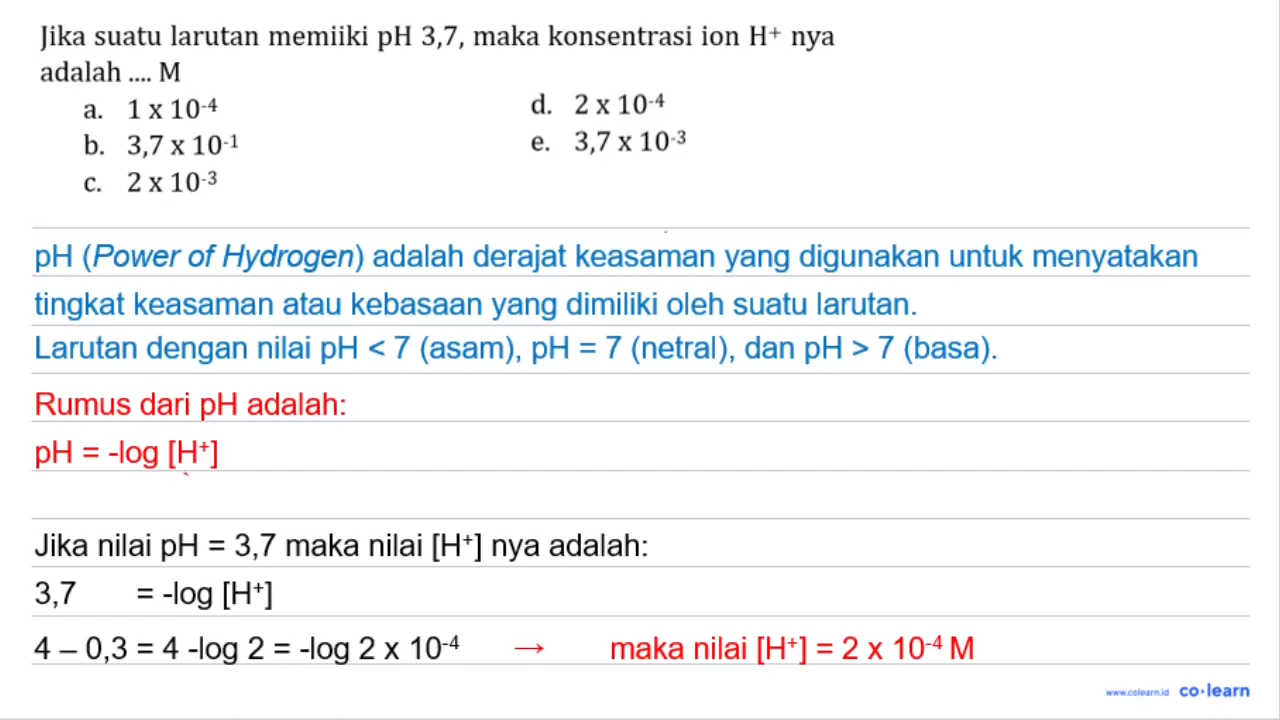 Jika suatu larutan memiiki pH 3,7, maka konsentrasi ion H⁺ nya
adalah .... M
a. 1 x 10⁻⁴
b. 3,7 x 10⁻¹
c. 2 x 10⁻³
d. 2 x 10⁻⁴
e. 3,7 x 10⁻³
pH (Power of Hydrogen) adalah derajat keasaman yang digunakan untuk menyatakan
tingkat keasaman atau kebasaan yang dimiliki oleh suatu larutan.
Larutan dengan nilai pH < 7 (asam), pH = 7 (netral), dan pH > 7 (basa).
Rumus dari pH adalah:
pH = -log [H⁺]
Jika nilai pH = 3,7 maka nilai [H⁺] nya adalah:
3,7 = -log [H⁺]
4 – 0,3 = 4 -log 2 = -log 2 x 10⁻⁴ → maka nilai [H⁺] = 2 x 10⁻⁴ M
www.colearn.id co·learn